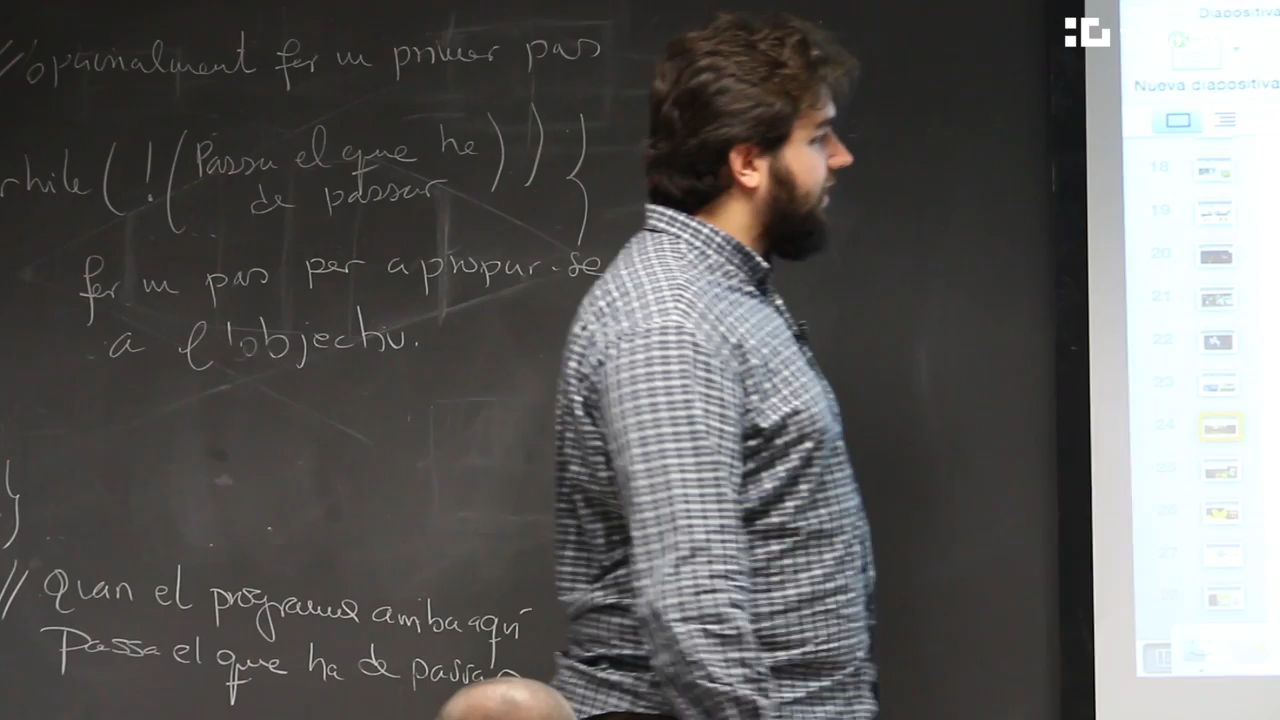 //opcionalment fer un primer pas
while (!(Passa el que he
de passar)) {
fer un pas per apropar-se
a l'objectiu.
}
// Quan el programa arriba aquí
Passa el que ha de passar
Diapositiva
Nueva diapositiva
18
19
20
21
22
23
24
25
26
27
28